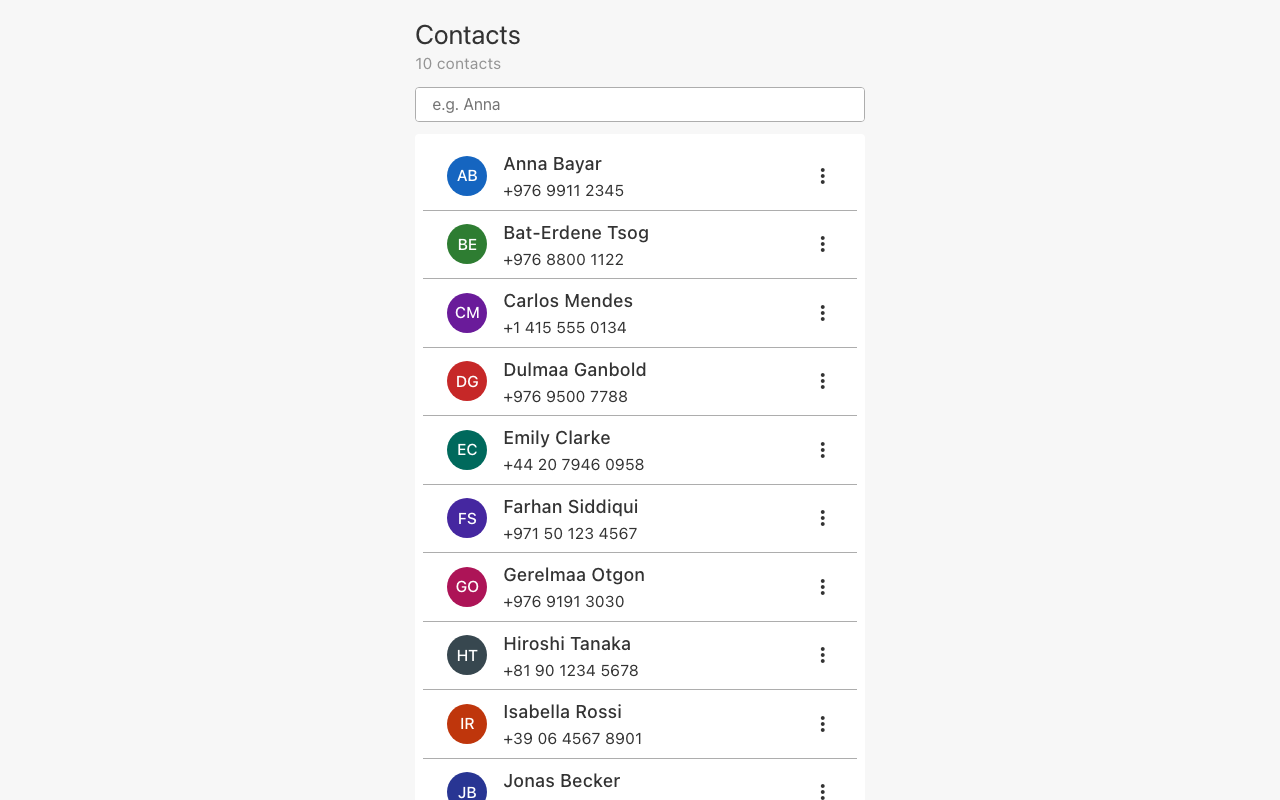 Contacts
10 contacts
e.g. Anna
AB
Anna Bayar
+976 9911 2345
BE
Bat-Erdene Tsog
+976 8800 1122
CM
Carlos Mendes
+1 415 555 0134
DG
Dulmaa Ganbold
+976 9500 7788
EC
Emily Clarke
+44 20 7946 0958
FS
Farhan Siddiqui
+971 50 123 4567
GO
Gerelmaa Otgon
+976 9191 3030
HT
Hiroshi Tanaka
+81 90 1234 5678
IR
Isabella Rossi
+39 06 4567 8901
JB
Jonas Becker